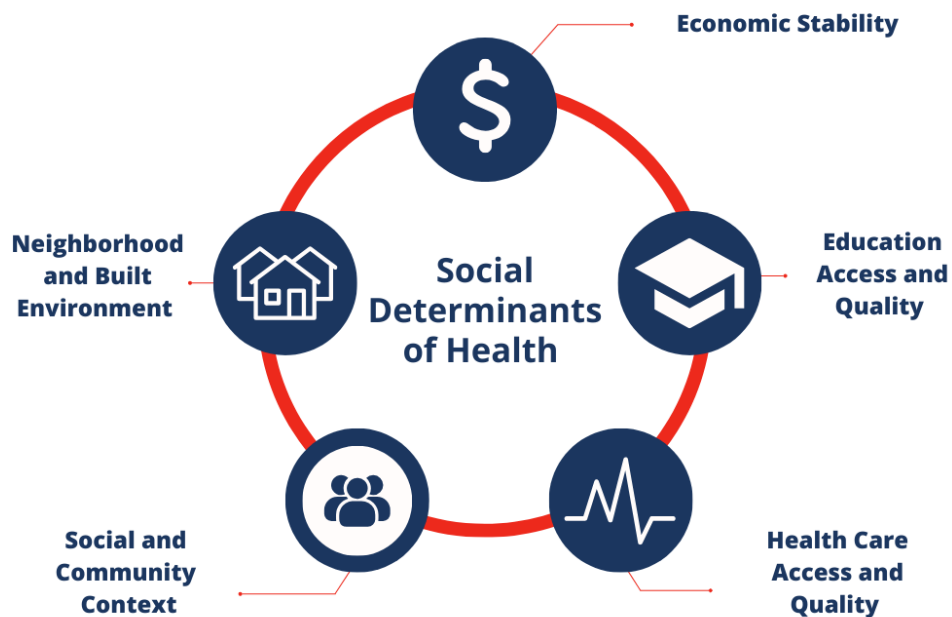 Economic Stability
Neighborhood
and Built
Environment
Social
Determinants
of Health
Education
Access and
Quality
Social and
Community
Context
Health Care
Access and
Quality